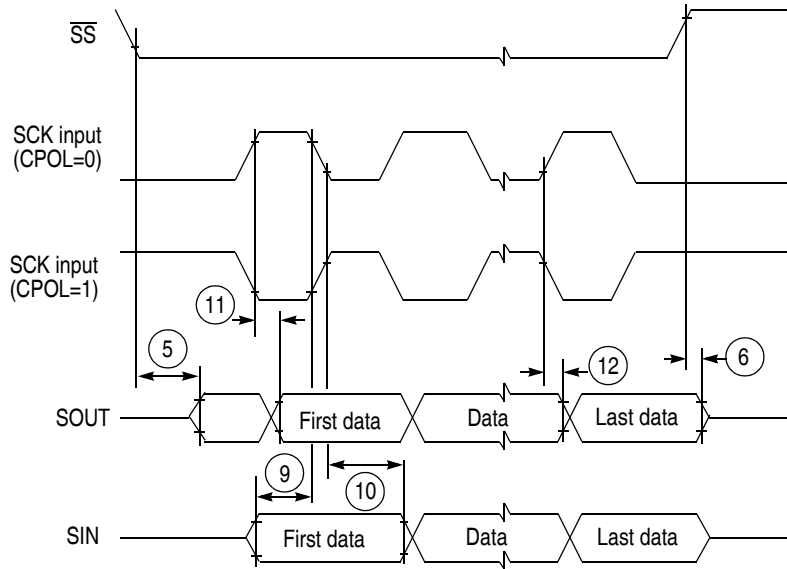 SS
SCK input
(CPOL=0)
SCK input
(CPOL=1)
11
5
12
6
SOUT
First data
Data
Last data
9
10
SIN
First data
Data
Last data